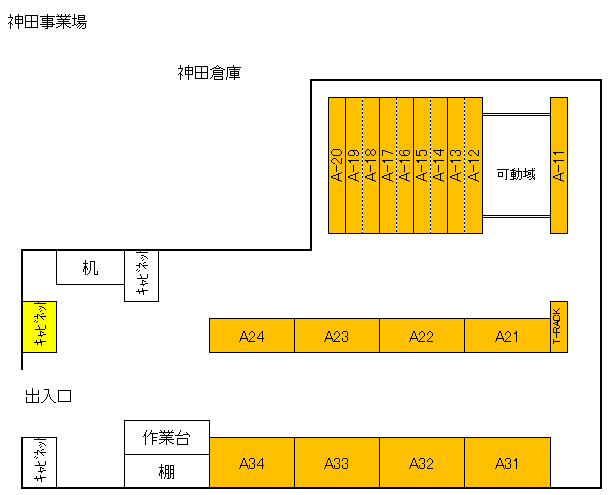 神田事業場
神田倉庫
A-20
A-19
A-18
A-17
A-16
A-15
A-14
A-13
A-12
可動域
A-11
机
ｷｬﾋﾞﾈｯﾄ
ｷｬﾋﾞﾈｯﾄ
A24
A23
A22
A21
T-RACK
出入口
ｷｬﾋﾞﾈｯﾄ
作業台
棚
A34
A33
A32
A31